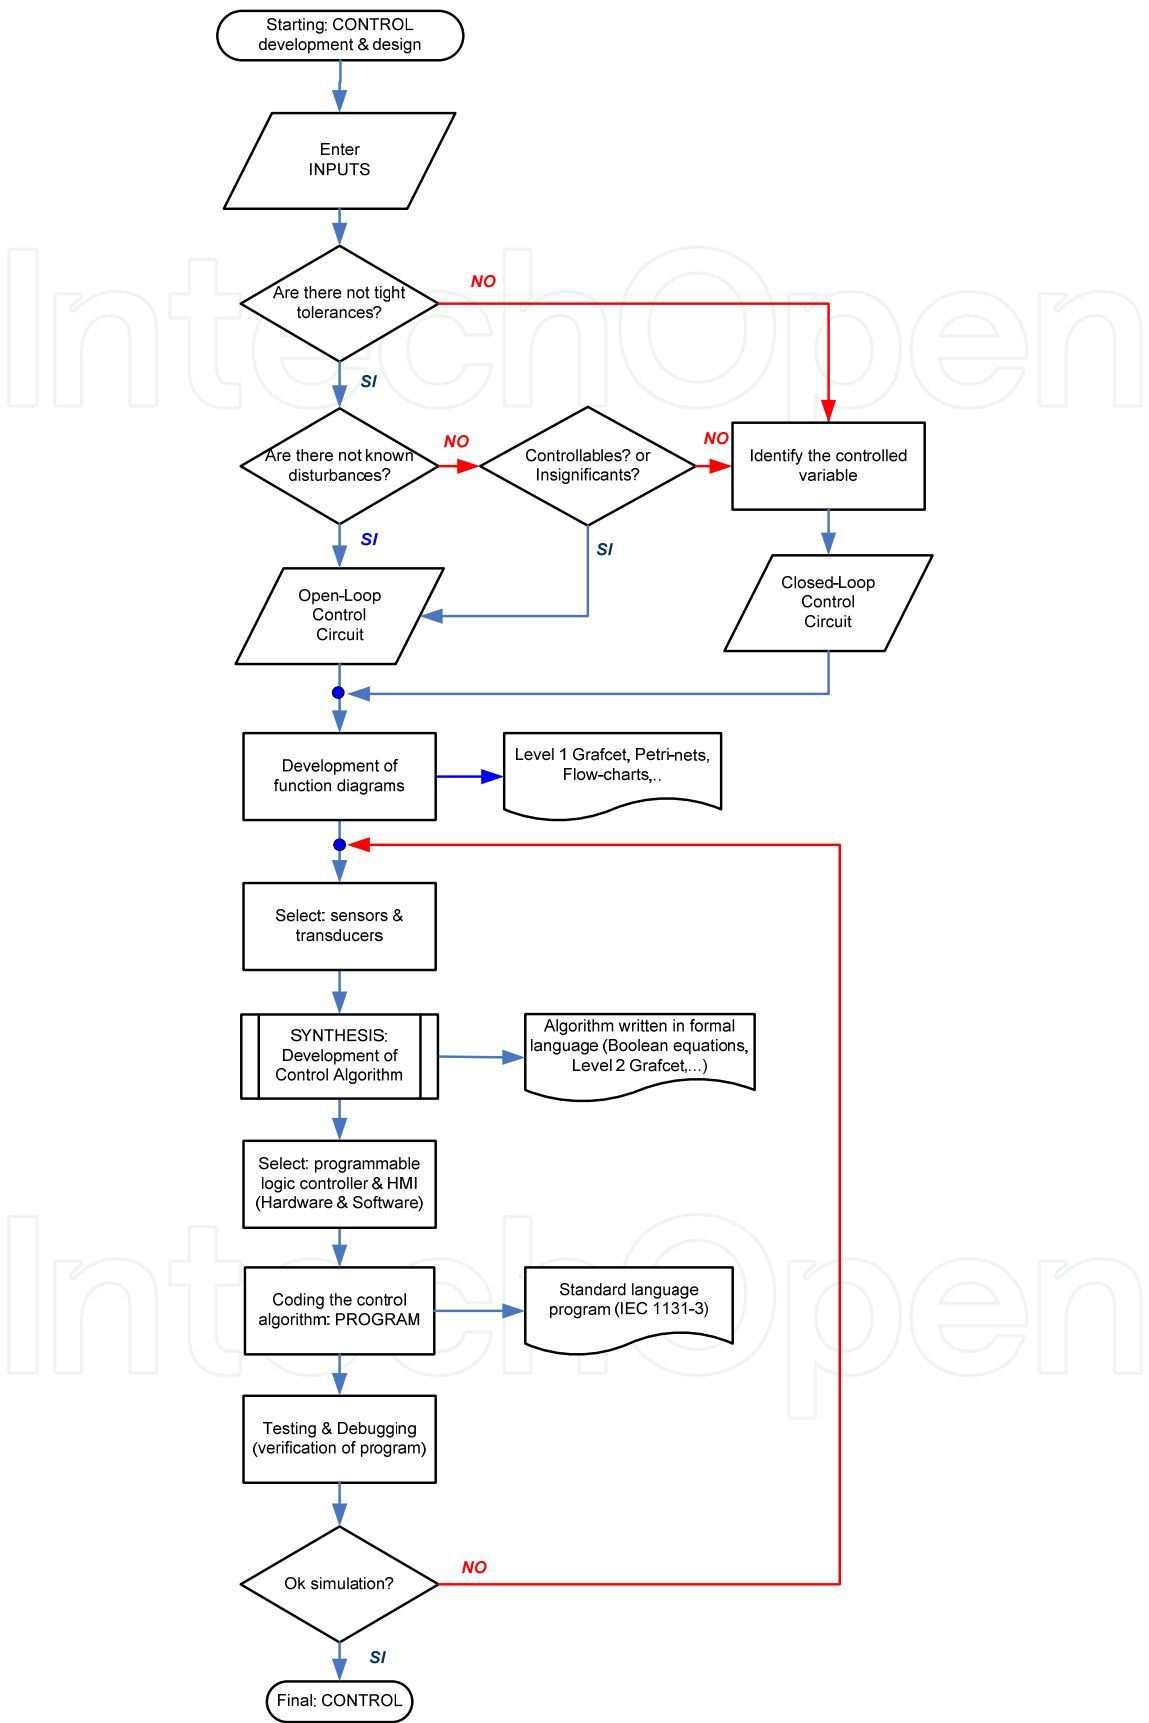 Starting: CONTROL
development & design
Enter
INPUTS
Are there not tight
tolerances?
NO
SI
Are there not known
disturbances?
NO
Controllables? or
Insignificants?
NO
Identify the controlled
variable
SI
SI
Open-Loop
Control
Circuit
Closed-Loop
Control
Circuit
Development of
function diagrams
Level 1 Grafcet, Petri-nets,
Flow-charts,..
Select: sensors &
transducers
SYNTHESIS:
Development of
Control Algorithm
Algorithm written in formal
language (Boolean equations,
Level 2 Grafcet,...)
Select: programmable
logic controller & HMI
(Hardware & Software)
Coding the control
algorithm: PROGRAM
Standard language
program (IEC 1131-3)
Testing & Debugging
(verification of program)
Ok simulation?
NO
SI
Final: CONTROL
IntechOpen
IntechOpen